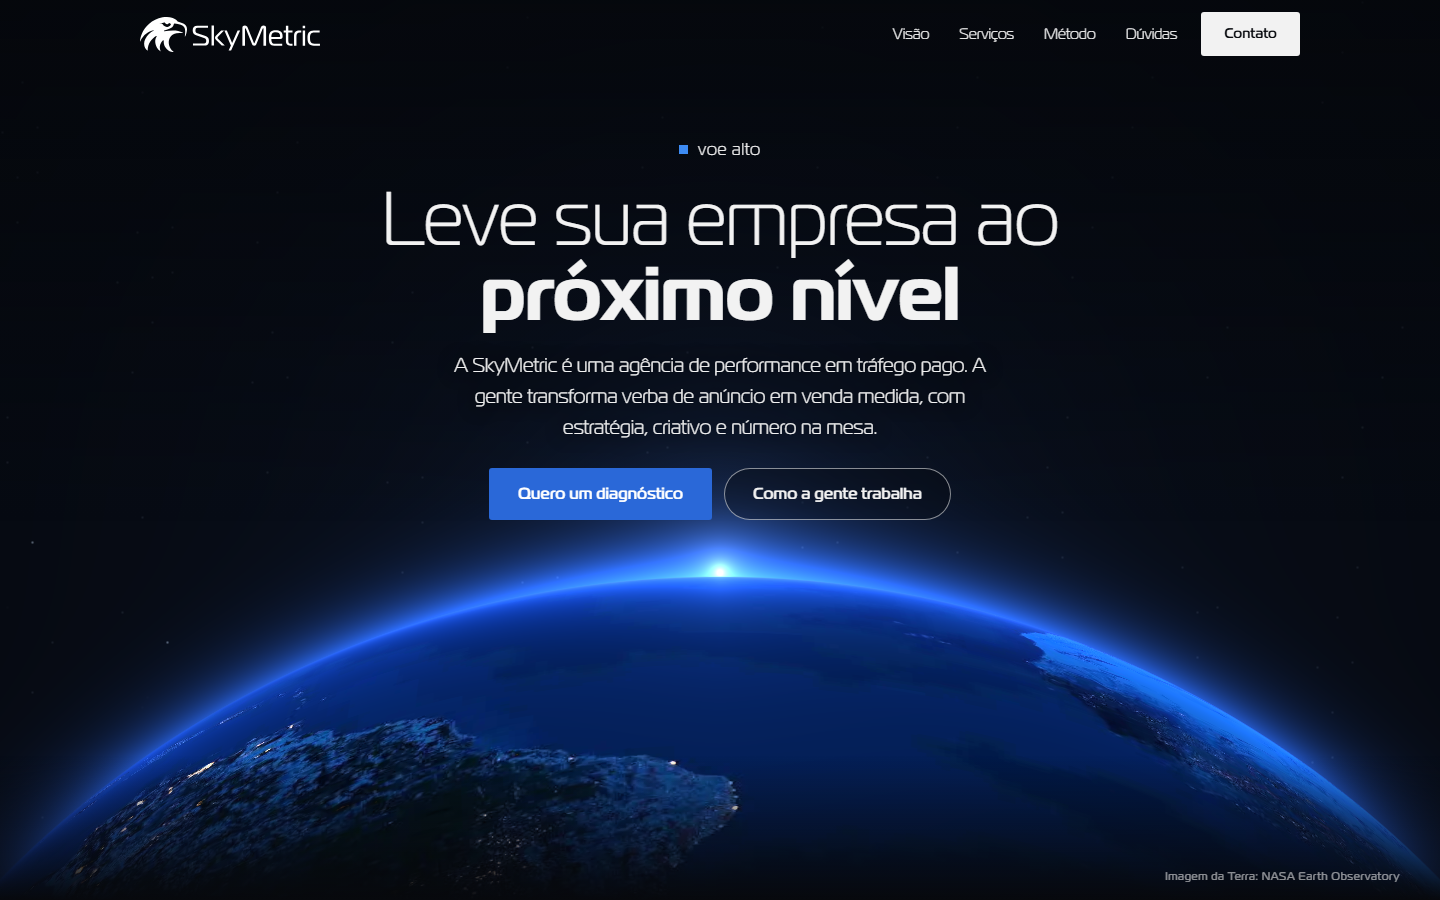 SkyMetric
Visão
Serviços
Método
Dúvidas
Contato
voe alto
Leve sua empresa ao
próximo nível
A SkyMetric é uma agência de performance em tráfego pago. A
gente transforma verba de anúncio em venda medida, com
estratégia, criativo e número na mesa.
Quero um diagnóstico
Como a gente trabalha
Imagem da Terra: NASA Earth Observatory